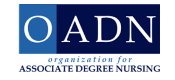 OADN
organization for
ASSOCIATE DEGREE NURSING